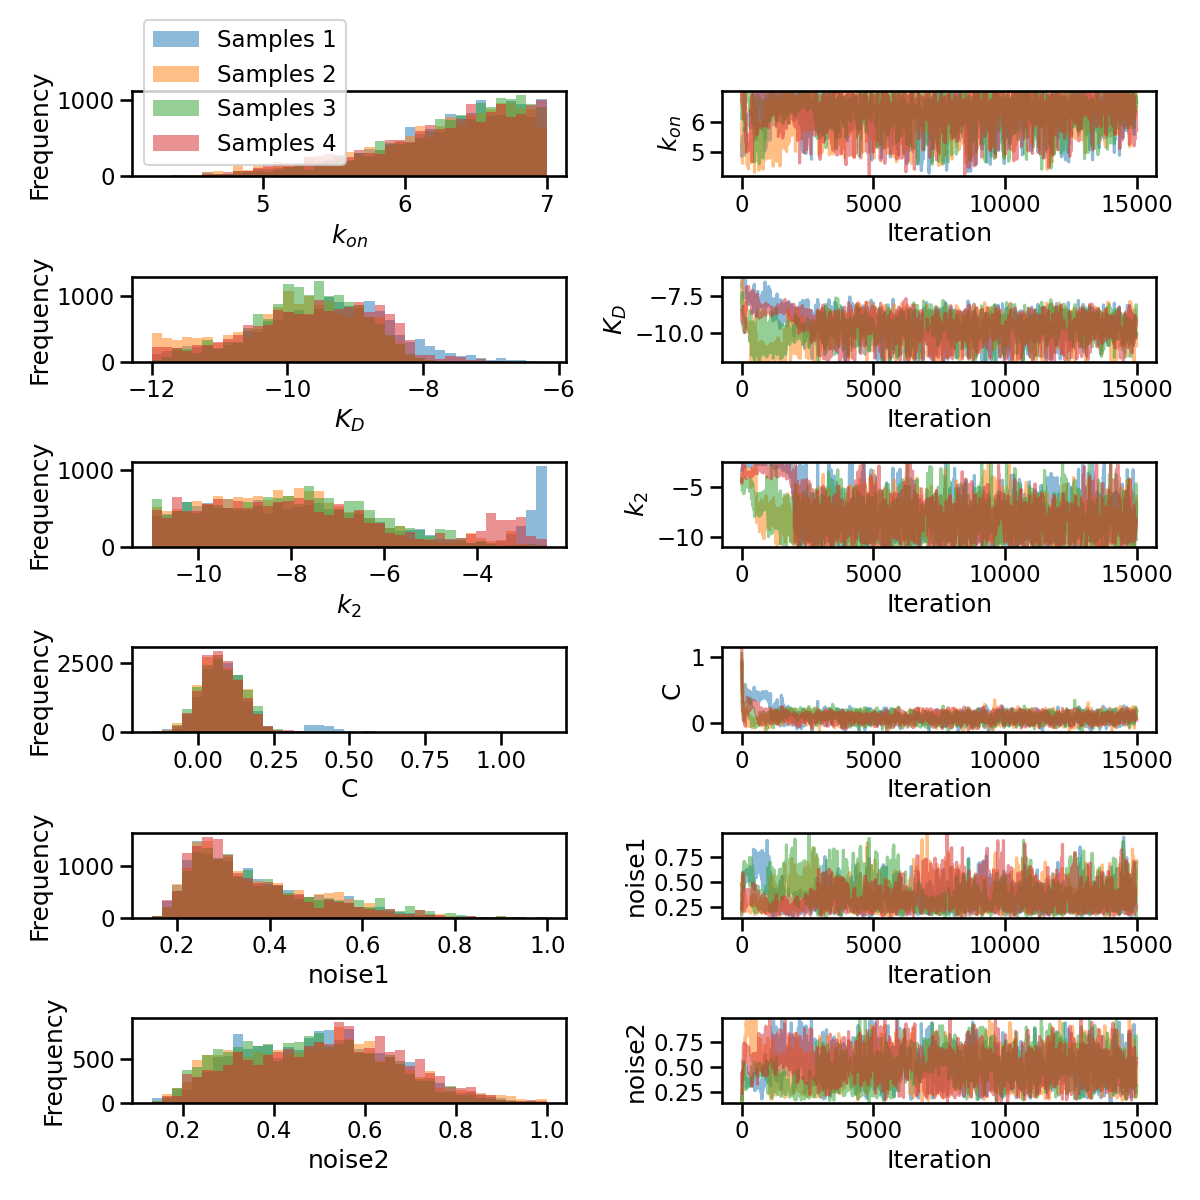 Samples 1
Samples 2
Samples 3
Samples 4
Frequency
1000
0
5
6
7
k_on
k_on
6
5
0
5000
10000
15000
Iteration
Frequency
1000
0
−12
−10
−8
−6
K_D
K_D
−7.5
−10.0
0
5000
10000
15000
Iteration
Frequency
1000
0
−10
−8
−6
−4
k_2
k_2
−5
−10
0
5000
10000
15000
Iteration
Frequency
2500
0
0.00
0.25
0.50
0.75
1.00
C
C
1
0
0
5000
10000
15000
Iteration
Frequency
1000
0
0.2
0.4
0.6
0.8
1.0
noise1
noise1
0.75
0.50
0.25
0
5000
10000
15000
Iteration
Frequency
500
0
0.2
0.4
0.6
0.8
1.0
noise2
noise2
0.75
0.50
0.25
0
5000
10000
15000
Iteration